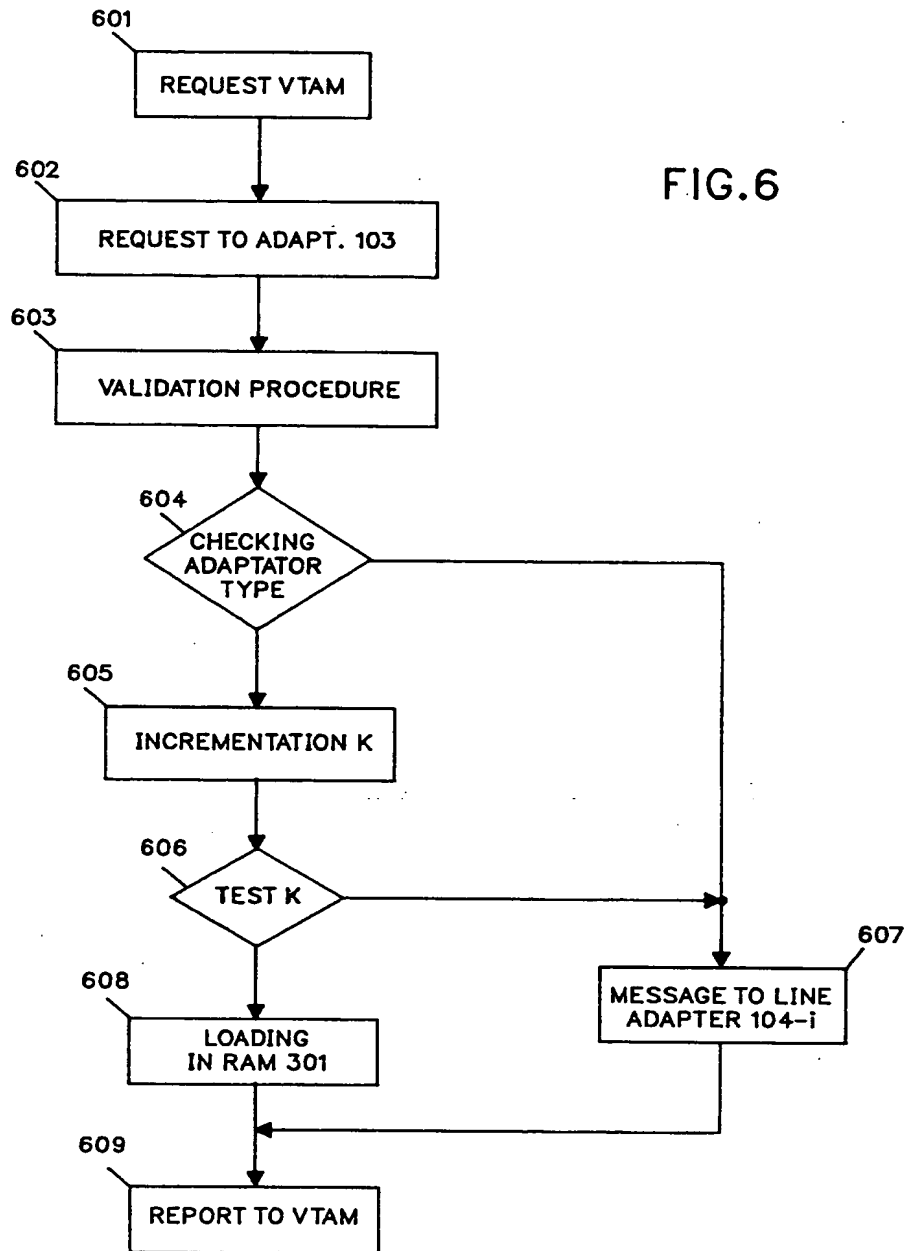 601
REQUEST VTAM
FIG.6
602
REQUEST TO ADAPT. 103
603
VALIDATION PROCEDURE
604
CHECKING
ADAPTATOR
TYPE
605
INCREMENTATION K
606
TEST K
607
MESSAGE TO LINE
ADAPTER 104-i
608
LOADING
IN RAM 301
609
REPORT TO VTAM